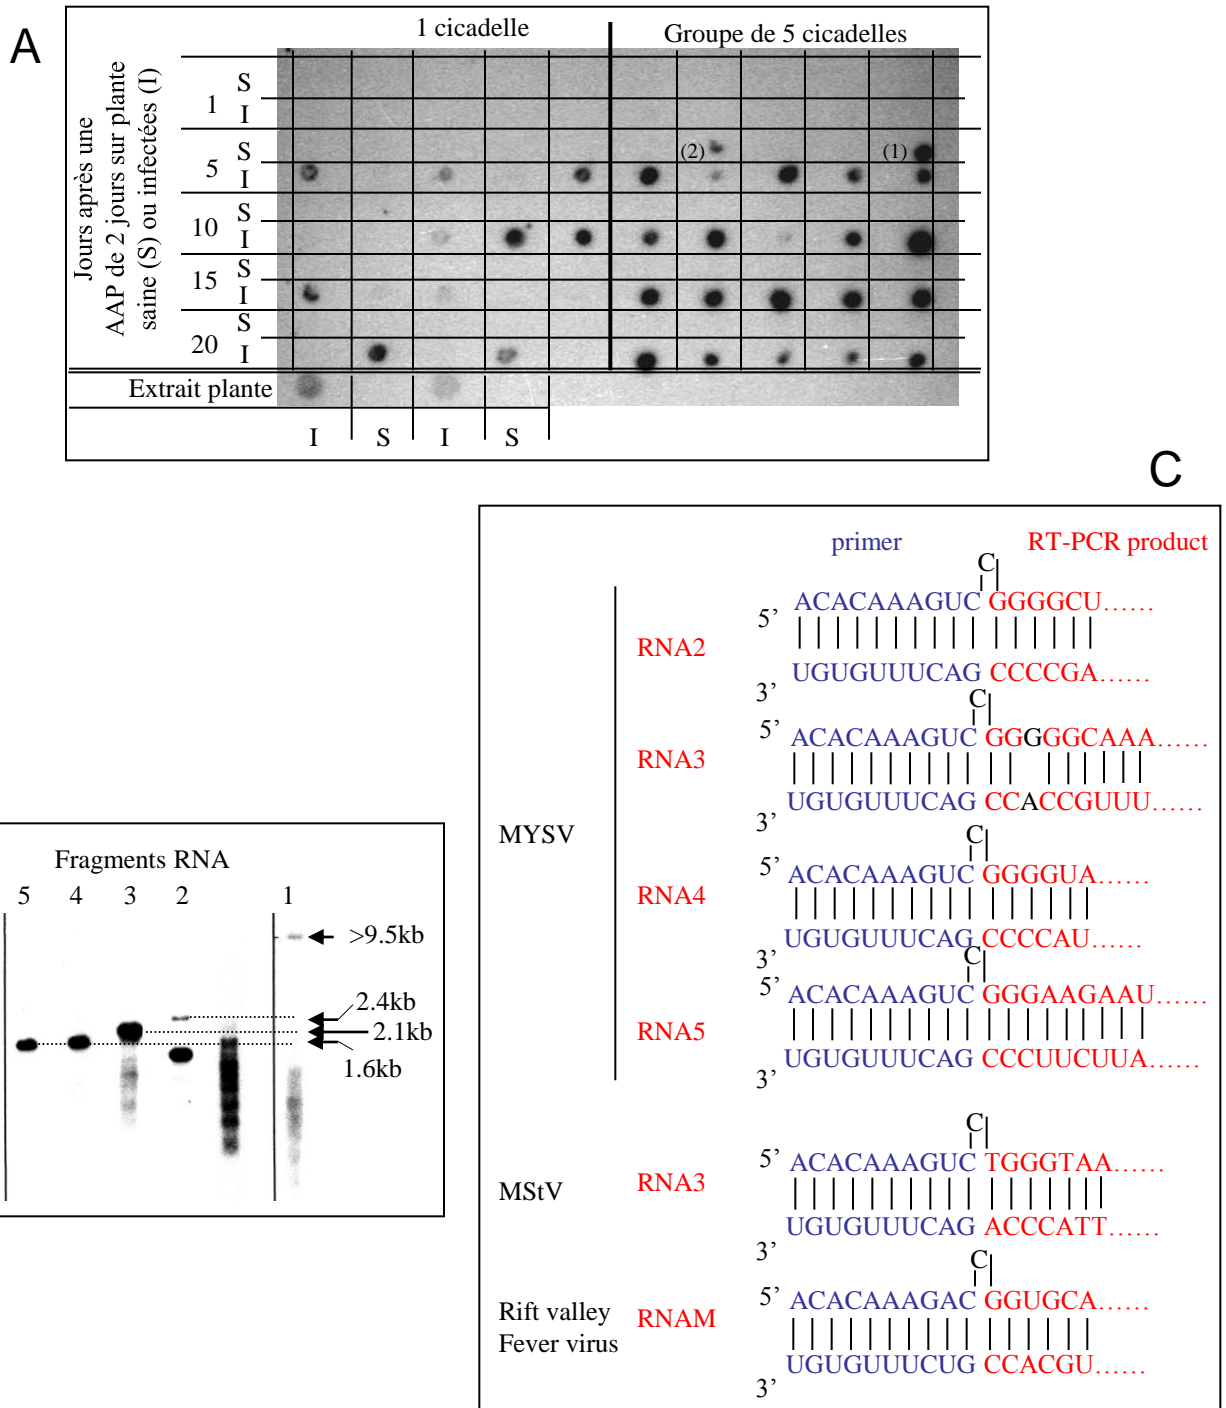 A
1 cicadelle
Groupe de 5 cicadelles
Jours après une
AAP de 2 jours sur plante
saine (S) ou infectées (I)
S
1
I
S
(2)
(1)
5
I
S
10
I
S
15
I
S
20
I
Extrait plante
I S I S
C
primer RT-PCR product
MYSV
RNA2
C
5’ ACACAAAGUC GGGGCU......
3’ UGUGUUUCAG CCCCGA......
RNA3
C
5’ ACACAAAGUC GGGGGCAAA......
3’ UGUGUUUCAG CCACCGUUU......
RNA4
C
5’ ACACAAAGUC GGGGUA......
3’ UGUGUUUCAG CCCCAU......
RNA5
C
5’ ACACAAAGUC GGGAAGAAU......
3’ UGUGUUUCAG CCCUUCUUA......
MStV
RNA3
C
5’ ACACAAAGUC TGGGTAA......
3’ UGUGUUUCAG ACCCATT......
Rift valley
Fever virus
RNAM
C
5’ ACACAAAGAC GGUGCA......
3’ UGUGUUUCUG CCACGU......
Fragments RNA
5 4 3 2 1
>9.5kb
2.4kb
2.1kb
1.6kb